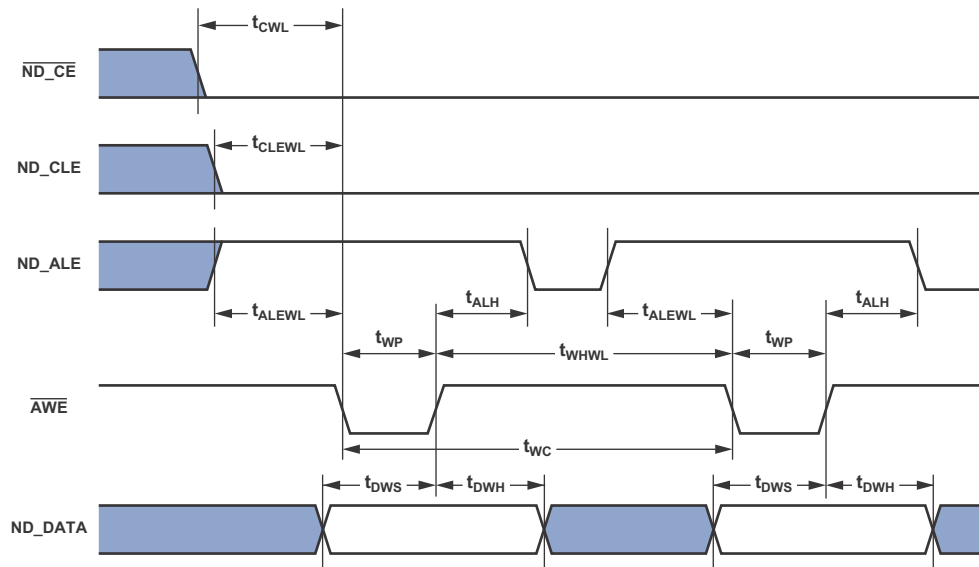 tCWL
ND_CE
tCLEWL
ND_CLE
ND_ALE
tALEWL
tALH
tALEWL
tALH
tWP
tWHWL
tWP
AWE
tWC
tDWS
tDWH
tDWS
tDWH
ND_DATA